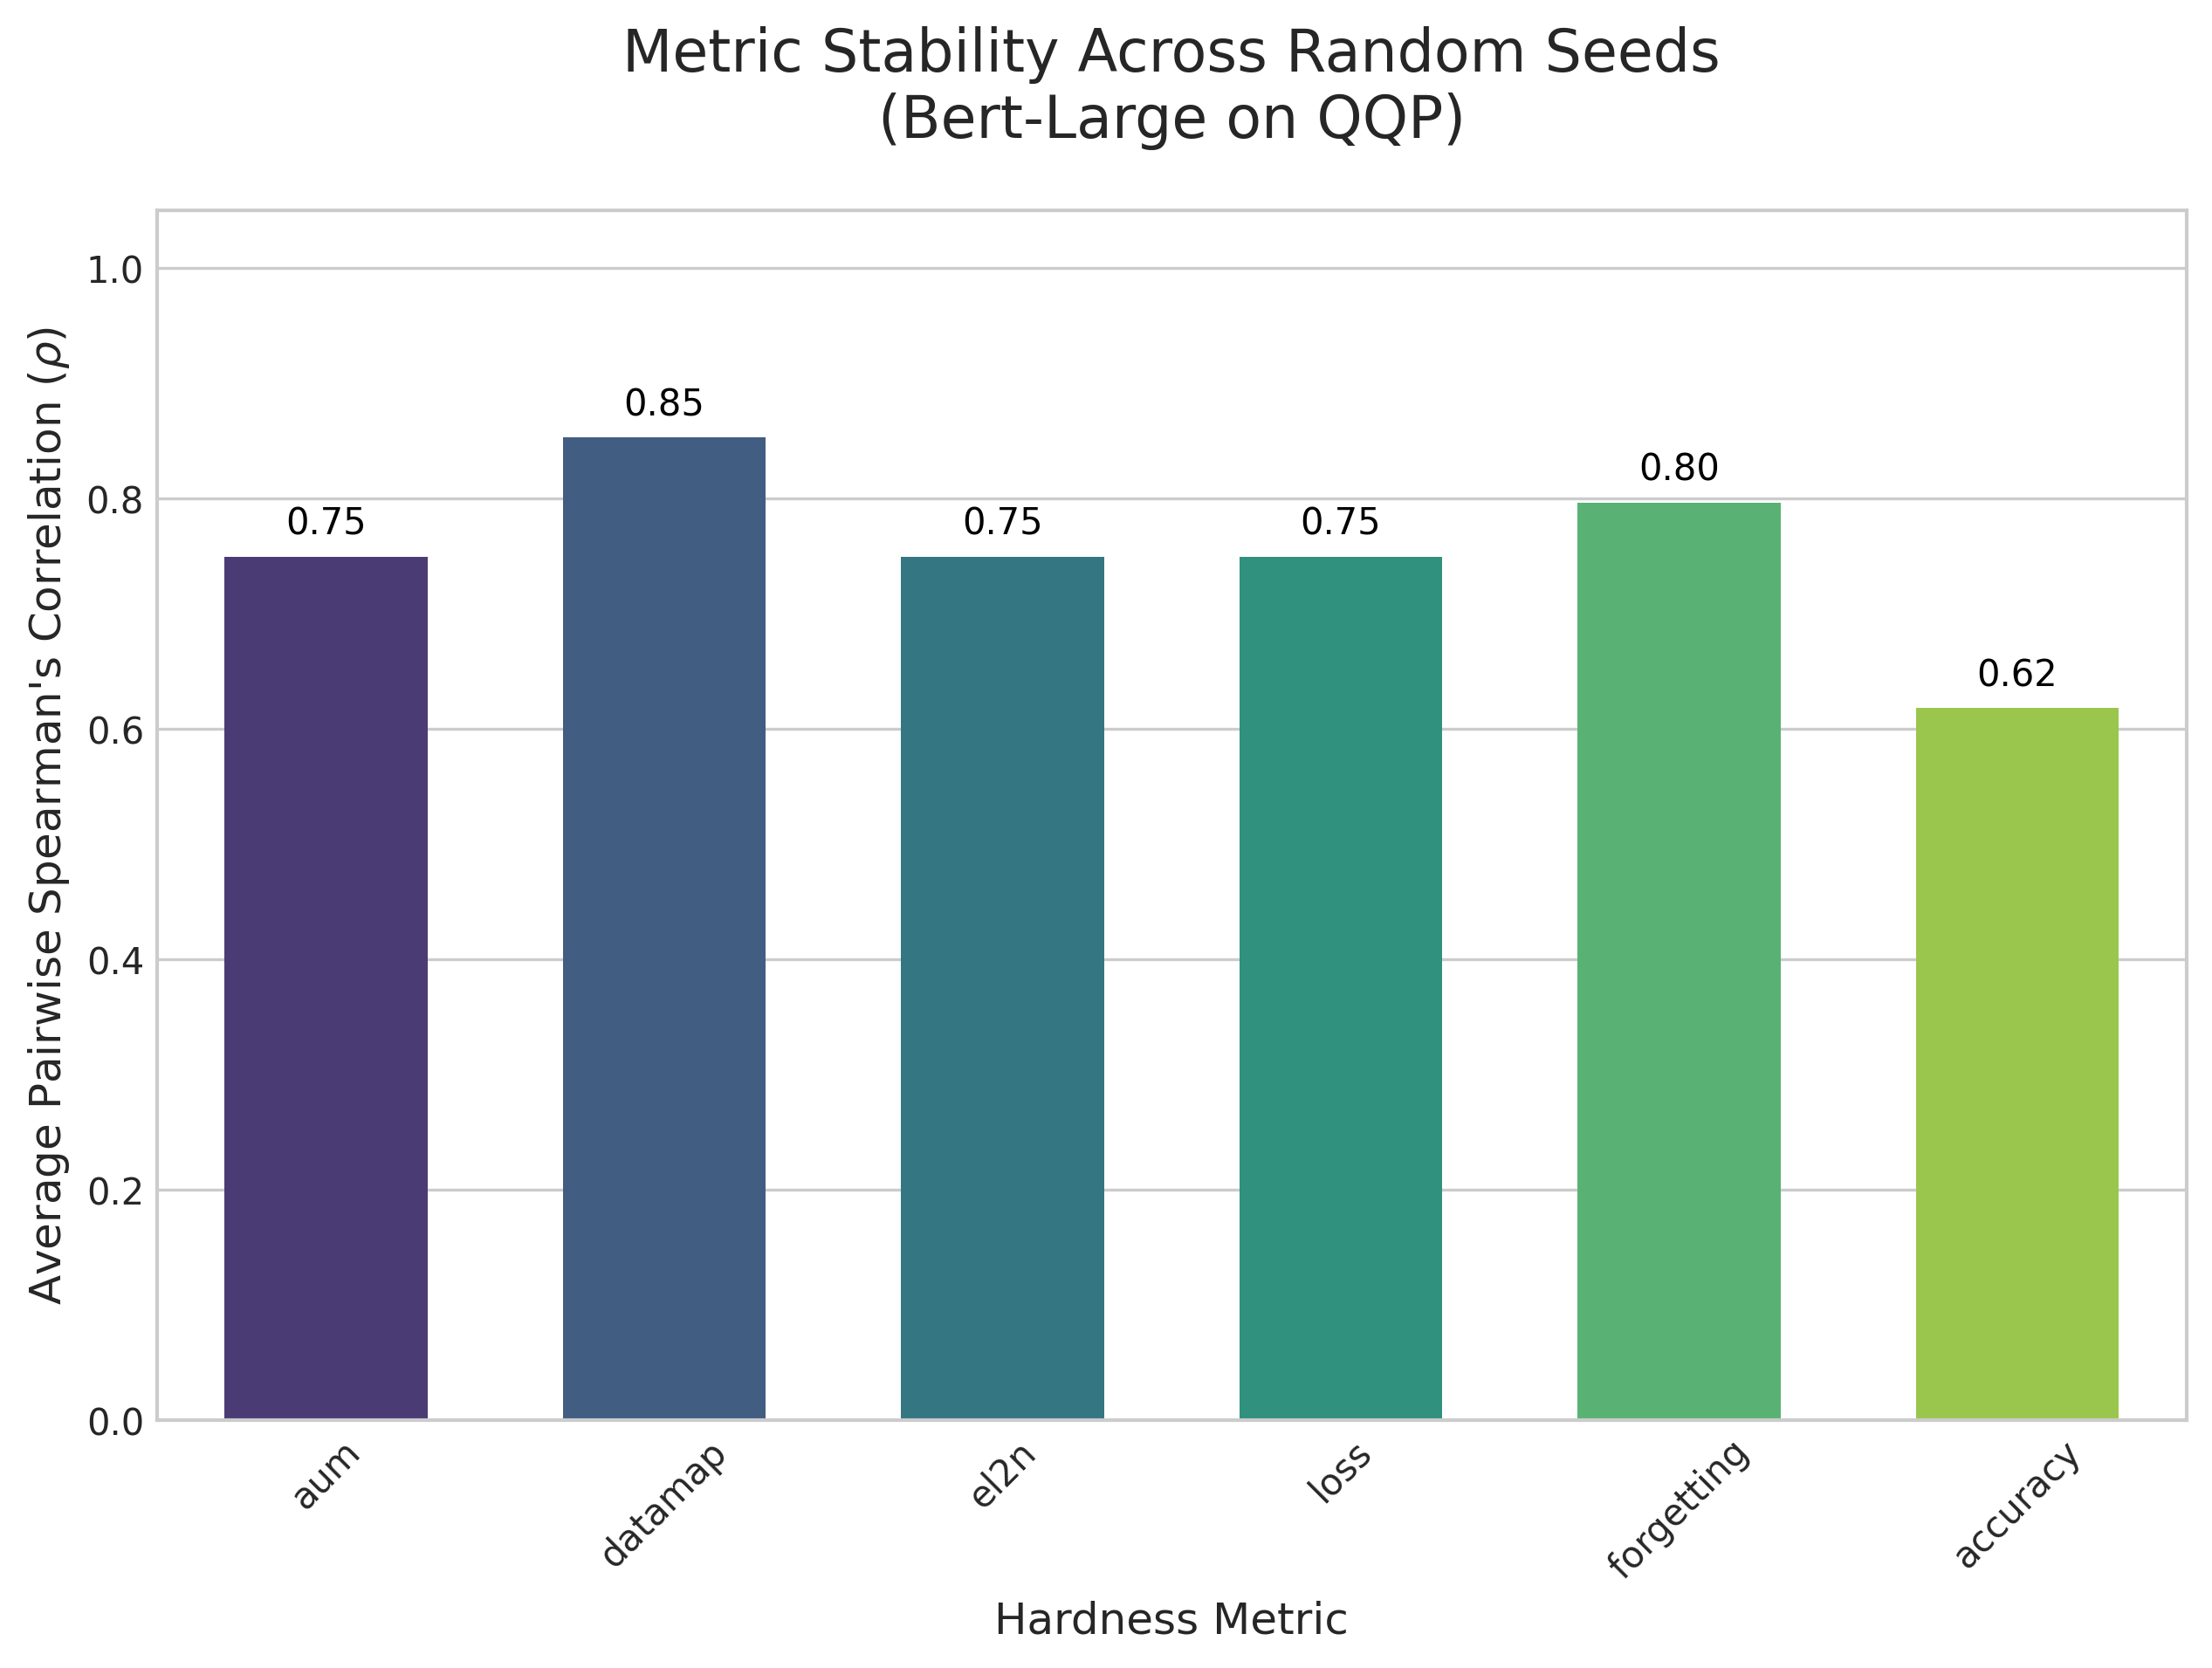 Metric Stability Across Random Seeds
(Bert-Large on QQP)
Average Pairwise Spearman's Correlation (ρ)
1.0
0.8
0.6
0.4
0.2
0.0
0.75
0.85
0.75
0.75
0.80
0.62
aum
datamap
el2n
loss
forgetting
accuracy
Hardness Metric